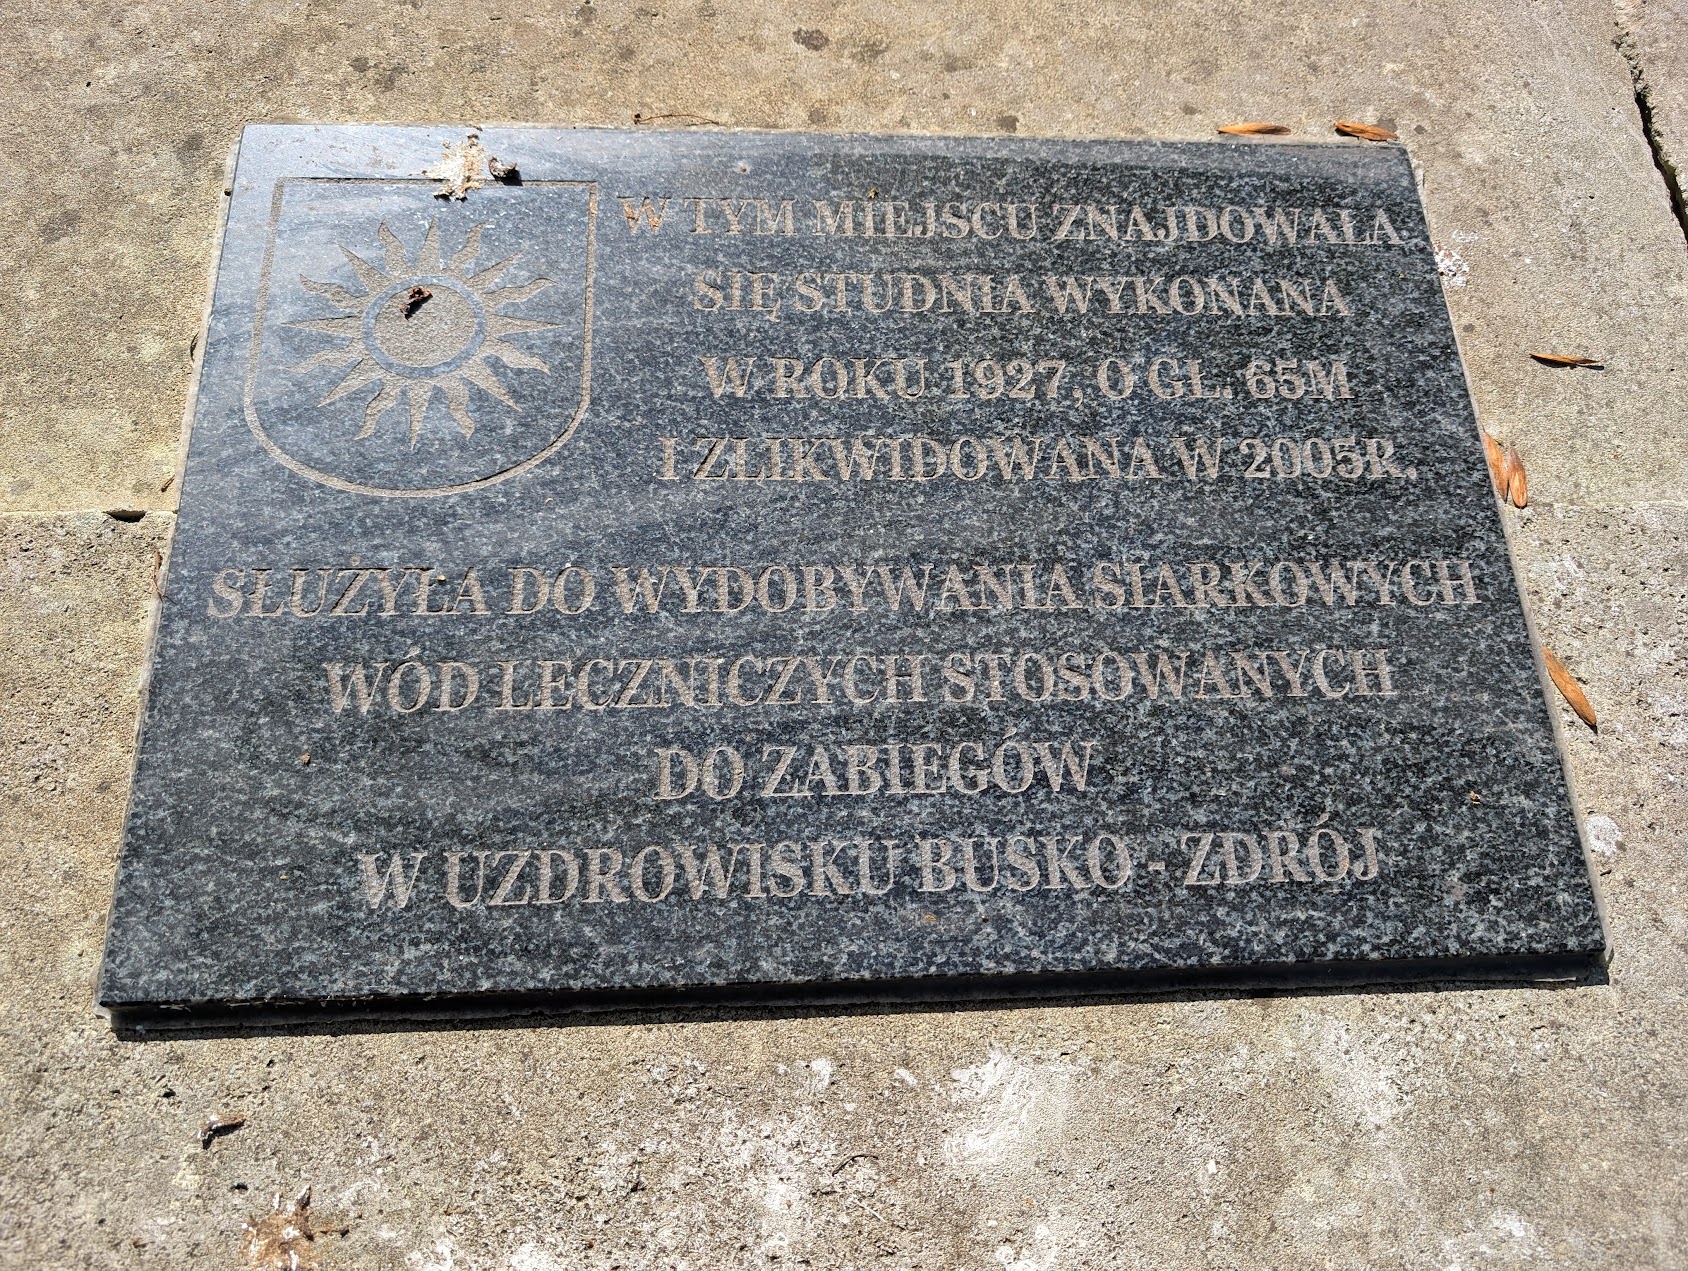 W TYM MIEJSCU ZNAJDOWAŁA
SIĘ STUDNIA WYKONANA
W ROKU 1927, O GŁ. 65M
I ZLIKWIDOWANA W 2005R.
SŁUŻYŁA DO WYDOBYWANIA SIARKOWYCH
WÓD LECZNICZYCH STOSOWANYCH
DO ZABIEGÓW
W UZDROWISKU BUSKO - ZDRÓJ